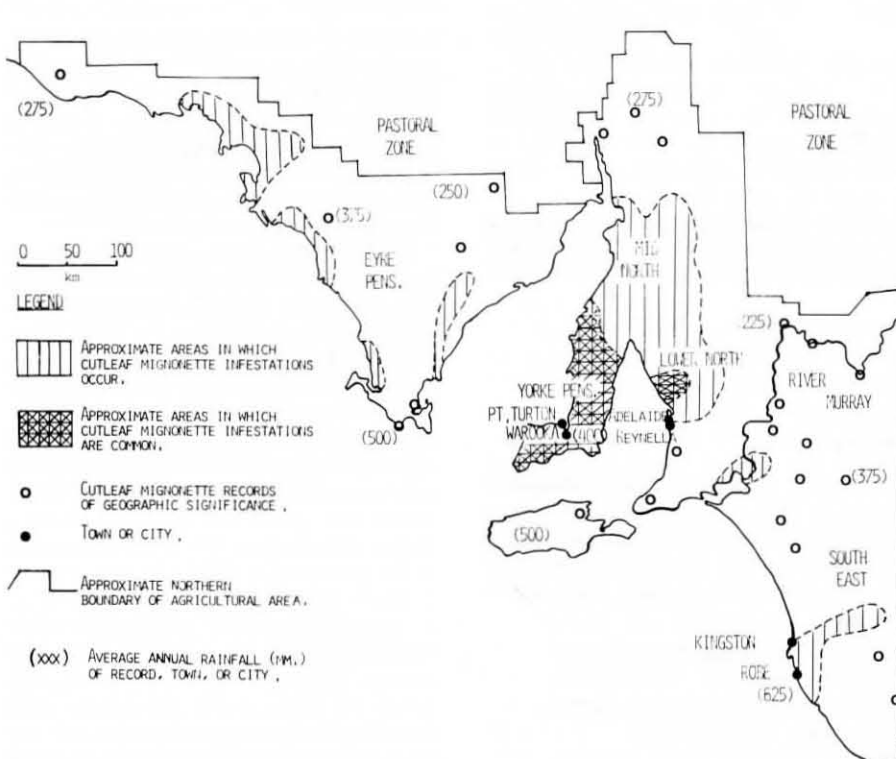 (275)
(275)
PASTORAL
ZONE
PASTORAL
ZONE
(250)
(375)
EYRE
PENS.
MID
NORTH
0 50 100
km
LEGEND
APPROXIMATE AREAS IN WHICH
CUTLEAF MIGNONETTE INFESTATIONS
OCCUR.
APPROXIMATE AREAS IN WHICH
CUTLEAF MIGNONETTE INFESTATIONS
ARE COMMON.
CUTLEAF MIGNONETTE RECORDS
OF GEOGRAPHIC SIGNIFICANCE.
TOWN OR CITY.
APPROXIMATE NORTHERN
BOUNDARY OF AGRICULTURAL AREA.
(XXX) AVERAGE ANNUAL RAINFALL (MM.)
OF RECORD, TOWN, OR CITY.
(225)
LOWER NORTH
RIVER
MURRAY
YORKE PENS.
PT. TURTON
WAROOKA
(400)
ADELAIDE
REYNELLA
(500)
(500)
(375)
SOUTH
EAST
KINGSTON
ROBE
(625)